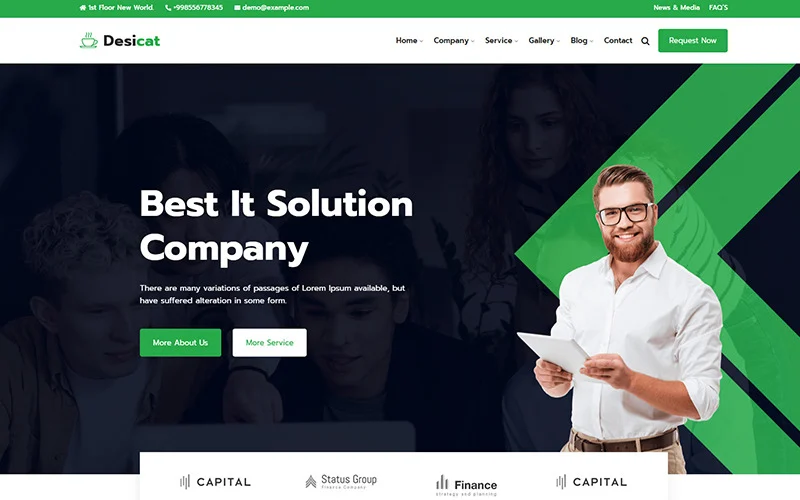 1st Floor New World. +998556778345 demo@example.com News & Media FAQ'S
Desicat Home Company Service Gallery Blog Contact Request Now
Best It Solution
Company
There are many variations of passages of Lorem Ipsum available, but
have suffered alteration in some form.
More About Us More Service
CAPITAL Status Group Finance CAPITAL
Finance Company strategy and planning